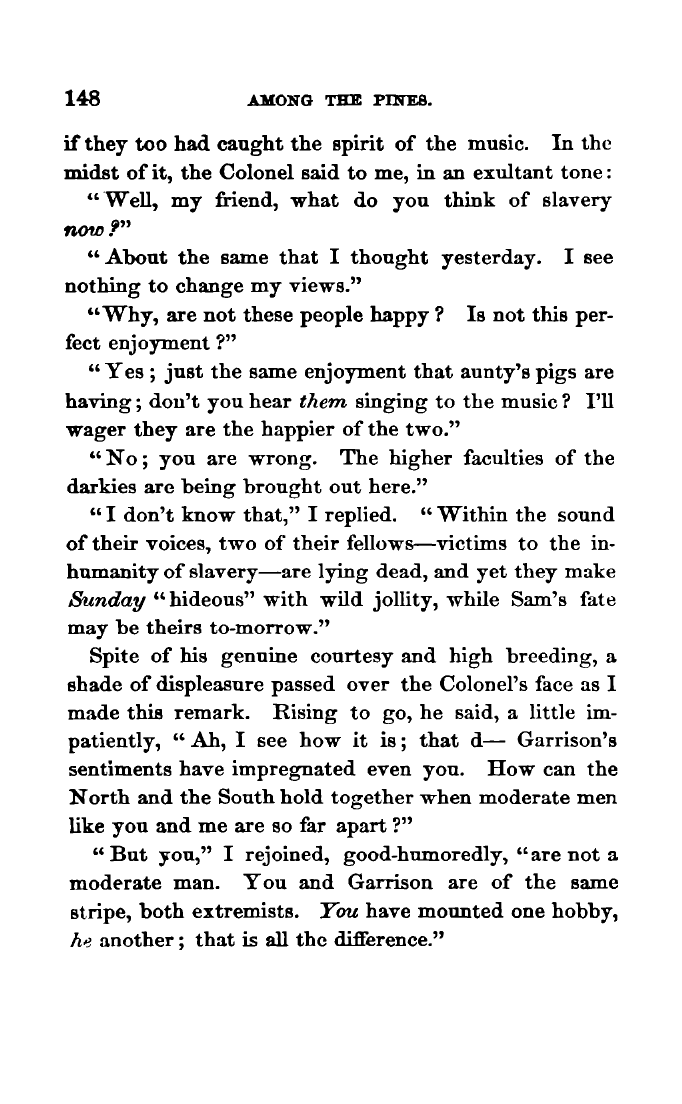 148 AMONG THE PINES.
if they too had caught the spirit of the music. In the
midst of it, the Colonel said to me, in an exultant tone:
“Well, my friend, what do you think of slavery
now?”
“About the same that I thought yesterday. I see
nothing to change my views.”
“Why, are not these people happy? Is not this per-
fect enjoyment?”
“Yes; just the same enjoyment that aunty’s pigs are
having; don’t you hear them singing to the music? I’ll
wager they are the happier of the two.”
“No; you are wrong. The higher faculties of the
darkies are being brought out here.”
“I don’t know that,” I replied. “Within the sound
of their voices, two of their fellows—victims to the in-
humanity of slavery—are lying dead, and yet they make
Sunday “hideous” with wild jollity, while Sam’s fate
may be theirs to-morrow.”
Spite of his genuine courtesy and high breeding, a
shade of displeasure passed over the Colonel’s face as I
made this remark. Rising to go, he said, a little im-
patiently, “Ah, I see how it is; that d— Garrison’s
sentiments have impregnated even you. How can the
North and the South hold together when moderate men
like you and me are so far apart?”
“But you,” I rejoined, good-humoredly, “are not a
moderate man. You and Garrison are of the same
stripe, both extremists. You have mounted one hobby,
he another; that is all the difference.”